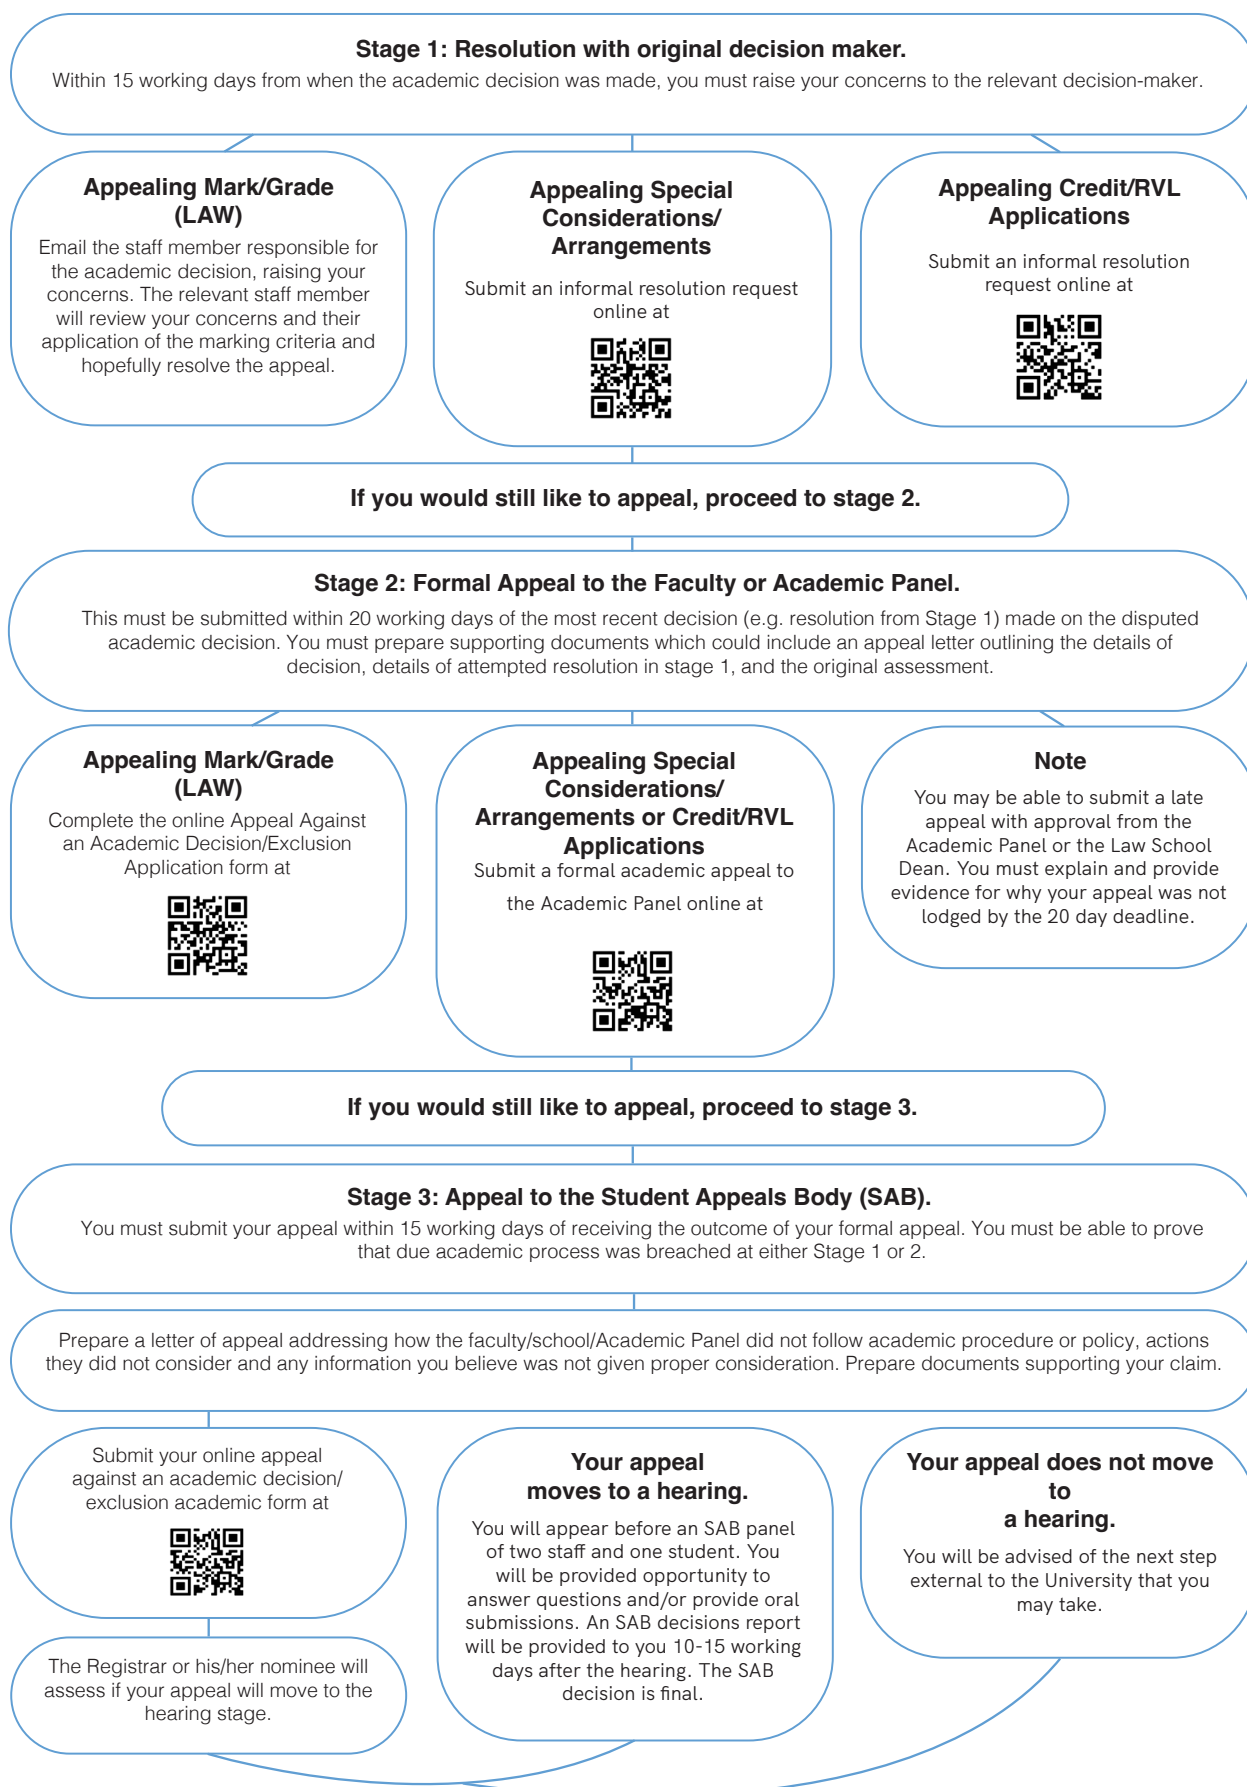 Stage 1: Resolution with original decision maker.
Within 15 working days from when the academic decision was made, you must raise your concerns to the relevant decision-maker.
Appealing Mark/Grade
(LAW)
Email the staff member responsible for
the academic decision, raising your
concerns. The relevant staff member
will review your concerns and their
application of the marking criteria and
hopefully resolve the appeal.
Appealing Special
Considerations/
Arrangements
Submit an informal resolution request
online at
Appealing Credit/RVL
Applications
Submit an informal resolution
request online at
If you would still like to appeal, proceed to stage 2.
Stage 2: Formal Appeal to the Faculty or Academic Panel.
This must be submitted within 20 working days of the most recent decision (e.g. resolution from Stage 1) made on the disputed
academic decision. You must prepare supporting documents which could include an appeal letter outlining the details of
decision, details of attempted resolution in stage 1, and the original assessment.
Appealing Mark/Grade
(LAW)
Complete the online Appeal Against
an Academic Decision/Exclusion
Application form at
Appealing Special
Considerations/
Arrangements or Credit/RVL
Applications
Submit a formal academic appeal to
the Academic Panel online at
Note
You may be able to submit a late
appeal with approval from the
Academic Panel or the Law School
Dean. You must explain and provide
evidence for why your appeal was not
lodged by the 20 day deadline.
If you would still like to appeal, proceed to stage 3.
Stage 3: Appeal to the Student Appeals Body (SAB).
You must submit your appeal within 15 working days of receiving the outcome of your formal appeal. You must be able to prove
that due academic process was breached at either Stage 1 or 2.
Prepare a letter of appeal addressing how the faculty/school/Academic Panel did not follow academic procedure or policy, actions
they did not consider and any information you believe was not given proper consideration. Prepare documents supporting your claim.
Submit your online appeal
against an academic decision/
exclusion academic form at
The Registrar or his/her nominee will
assess if your appeal will move to the
hearing stage.
Your appeal
moves to a hearing.
You will appear before an SAB panel
of two staff and one student. You
will be provided opportunity to
answer questions and/or provide oral
submissions. An SAB decisions report
will be provided to you 10-15 working
days after the hearing. The SAB
decision is final.
Your appeal does not move
to
a hearing.
You will be advised of the next step
external to the University that you
may take.